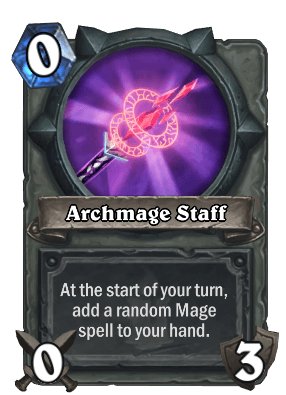 0
Archmage Staff
At the start of your turn,
add a random Mage
spell to your hand.
0
3